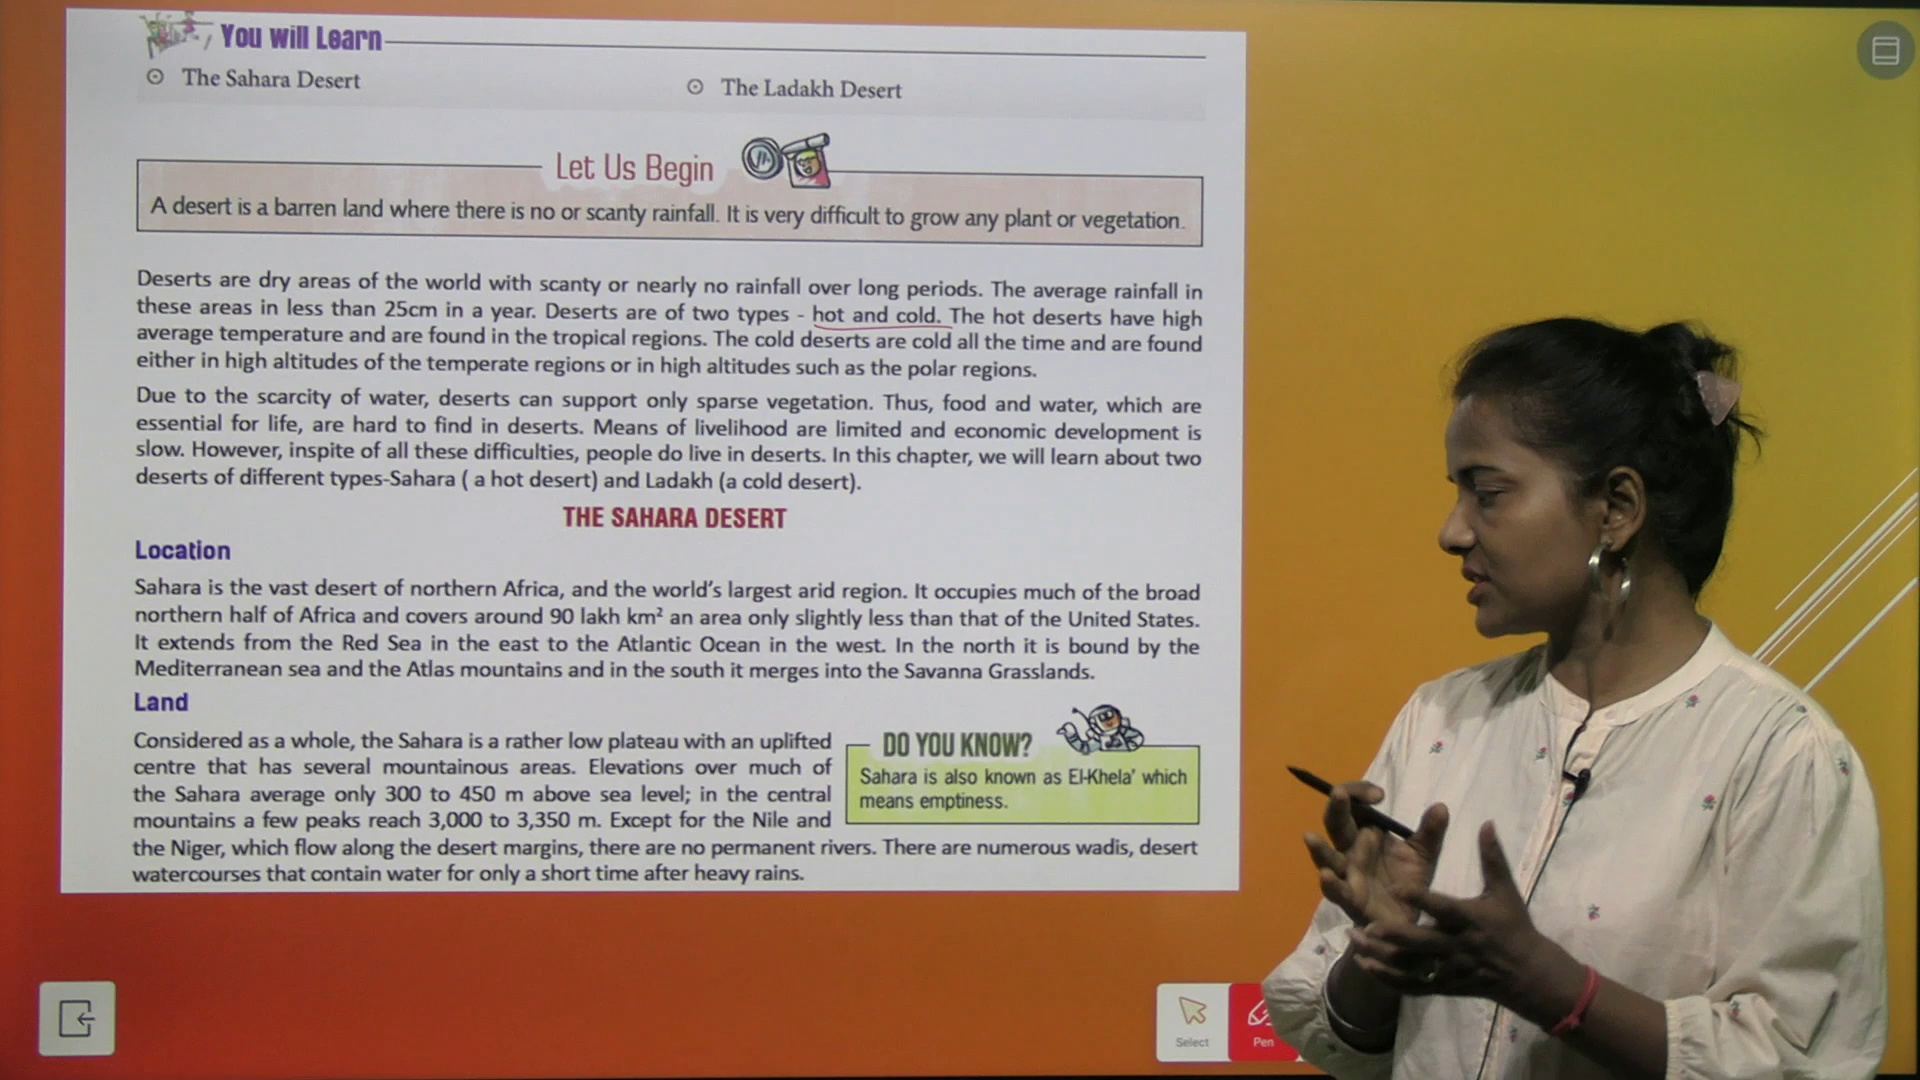 You will Learn
The Sahara Desert
The Ladakh Desert
Let Us Begin
A desert is a barren land where there is no or scanty rainfall. It is very difficult to grow any plant or vegetation.
Deserts are dry areas of the world with scanty or nearly no rainfall over long periods. The average rainfall in
these areas in less than 25cm in a year. Deserts are of two types - hot and cold. The hot deserts have high
average temperature and are found in the tropical regions. The cold deserts are cold all the time and are found
either in high altitudes of the temperate regions or in high altitudes such as the polar regions.
Due to the scarcity of water, deserts can support only sparse vegetation. Thus, food and water, which are
essential for life, are hard to find in deserts. Means of livelihood are limited and economic development is
slow. However, inspite of all these difficulties, people do live in deserts. In this chapter, we will learn about two
deserts of different types-Sahara ( a hot desert) and Ladakh (a cold desert).
THE SAHARA DESERT
Location
Sahara is the vast desert of northern Africa, and the world's largest arid region. It occupies much of the broad
northern half of Africa and covers around 90 lakh km² an area only slightly less than that of the United States.
It extends from the Red Sea in the east to the Atlantic Ocean in the west. In the north it is bound by the
Mediterranean sea and the Atlas mountains and in the south it merges into the Savanna Grasslands.
Land
Considered as a whole, the Sahara is a rather low plateau with an uplifted
centre that has several mountainous areas. Elevations over much of
the Sahara average only 300 to 450 m above sea level; in the central
mountains a few peaks reach 3,000 to 3,350 m. Except for the Nile and
the Niger, which flow along the desert margins, there are no permanent rivers. There are numerous wadis, desert
watercourses that contain water for only a short time after heavy rains.
DO YOU KNOW?
Sahara is also known as El-Khela' which
means emptiness.
Select
Pen